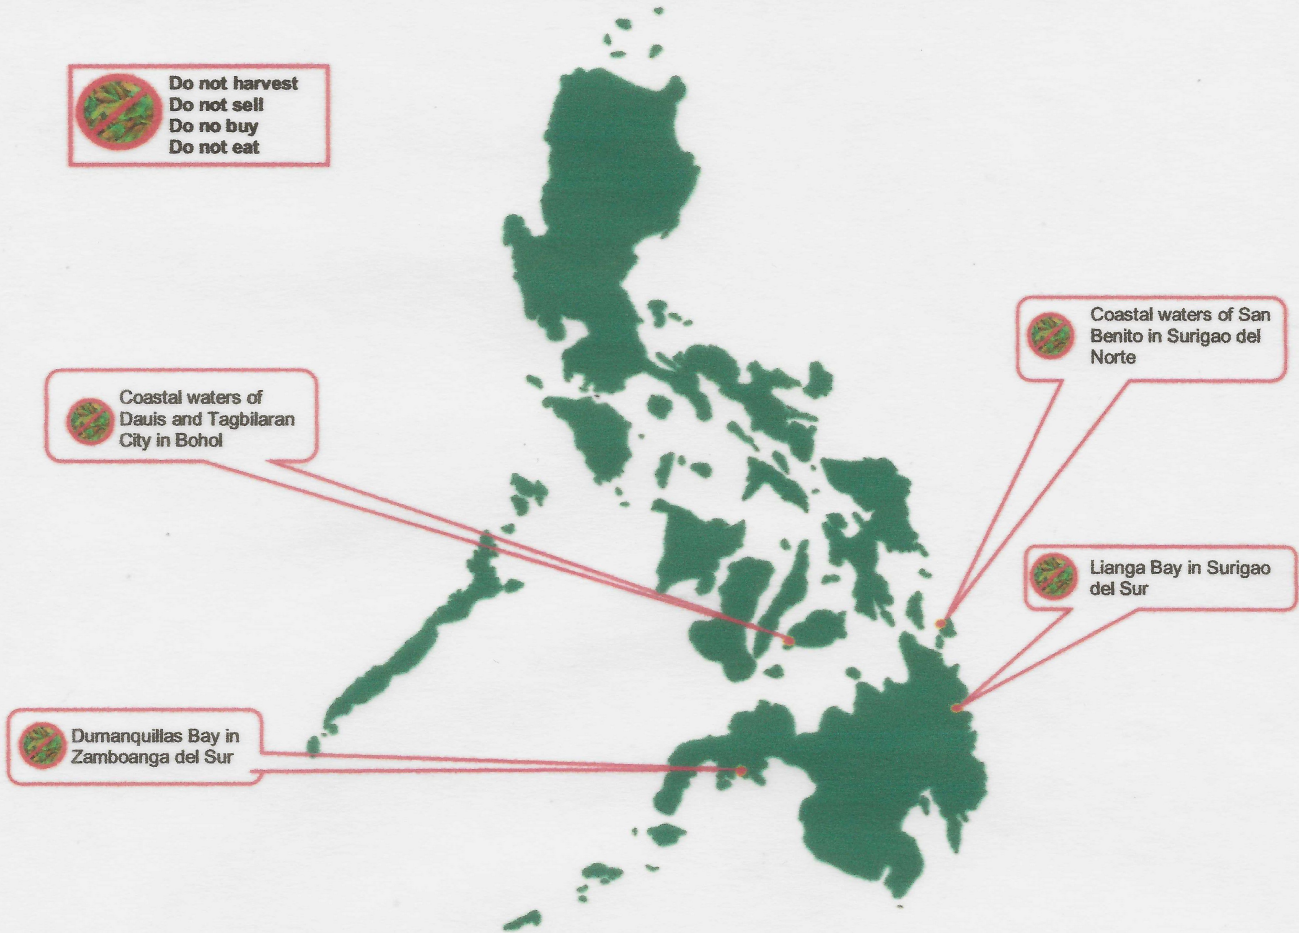 Do not harvest
Do not sell
Do no buy
Do not eat
Coastal waters of San
Benito in Surigao del
Norte
Coastal waters of
Dauis and Tagbilaran
City in Bohol
Lianga Bay in Surigao
del Sur
Dumanquillas Bay in
Zamboanga del Sur